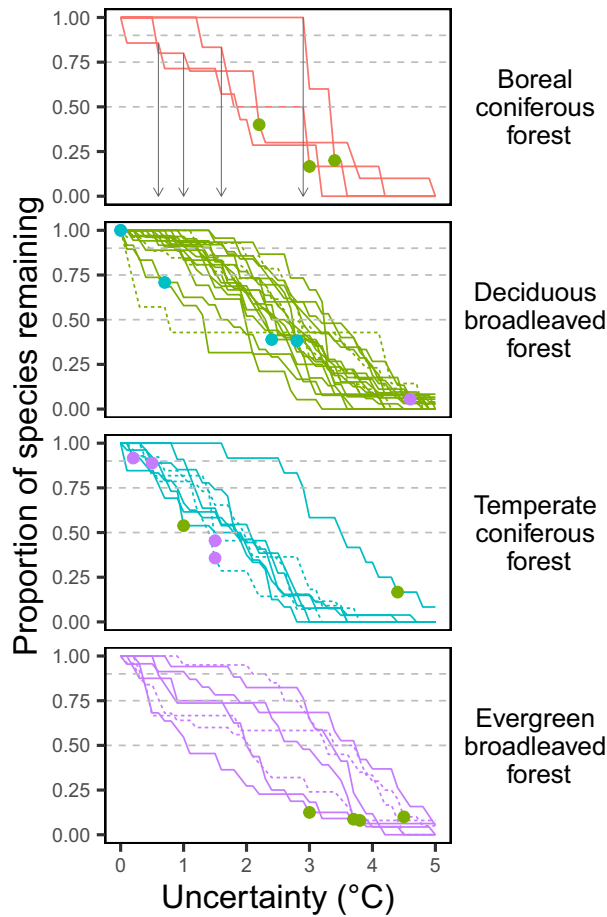 Proportion of species remaining
1.00
0.75
0.50
0.25
0.00
Boreal
coniferous
forest
1.00
0.75
0.50
0.25
0.00
Deciduous
broadleaved
forest
1.00
0.75
0.50
0.25
0.00
Temperate
coniferous
forest
1.00
0.75
0.50
0.25
0.00
Evergreen
broadleaved
forest
0 1 2 3 4 5
Uncertainty (°C)